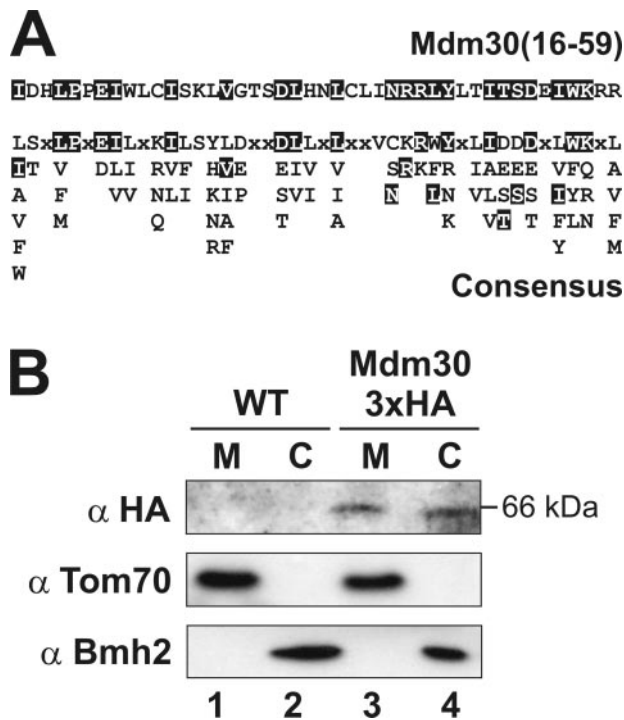 A
Mdm30(16-59)
IDHLPPEIWLCISKLVGTSDLHNLCLINRRLYLTITSDEIWKRR
LSxLPxEILxKILSYLDxxDLLxLxxVCKRWYxLIDDDxLWKxL
IT V DLI RVF HVE EIV V SRKFR IAEEE VFQ A
A F VV NLI KIP SVI I N LN VLSSS IYR V
V M Q NA T A K VT T FLN F
F RF Y M
W
Consensus
B
WT Mdm30 3xHA
M C M C
α HA 66 kDa
α Tom70
α Bmh2
1 2 3 4